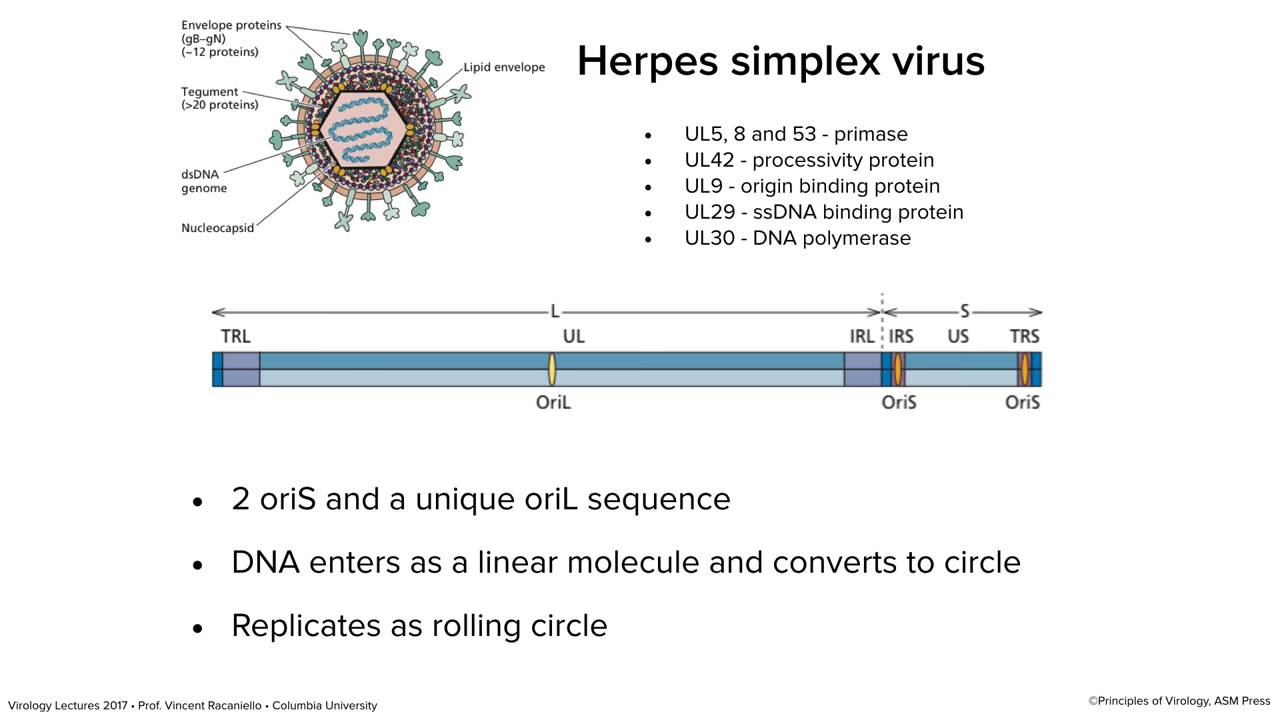 Envelope proteins
(gB–gN)
(~12 proteins)
Lipid envelope
Tegument
(>20 proteins)
dsDNA
genome
Nucleocapsid
Herpes simplex virus
• UL5, 8 and 53 - primase
• UL42 - processivity protein
• UL9 - origin binding protein
• UL29 - ssDNA binding protein
• UL30 - DNA polymerase
L S
TRL UL IRL IRS US TRS
OriL OriS OriS
• 2 oriS and a unique oriL sequence
• DNA enters as a linear molecule and converts to circle
• Replicates as rolling circle
Virology Lectures 2017 • Prof. Vincent Racaniello • Columbia University
©Principles of Virology, ASM Press